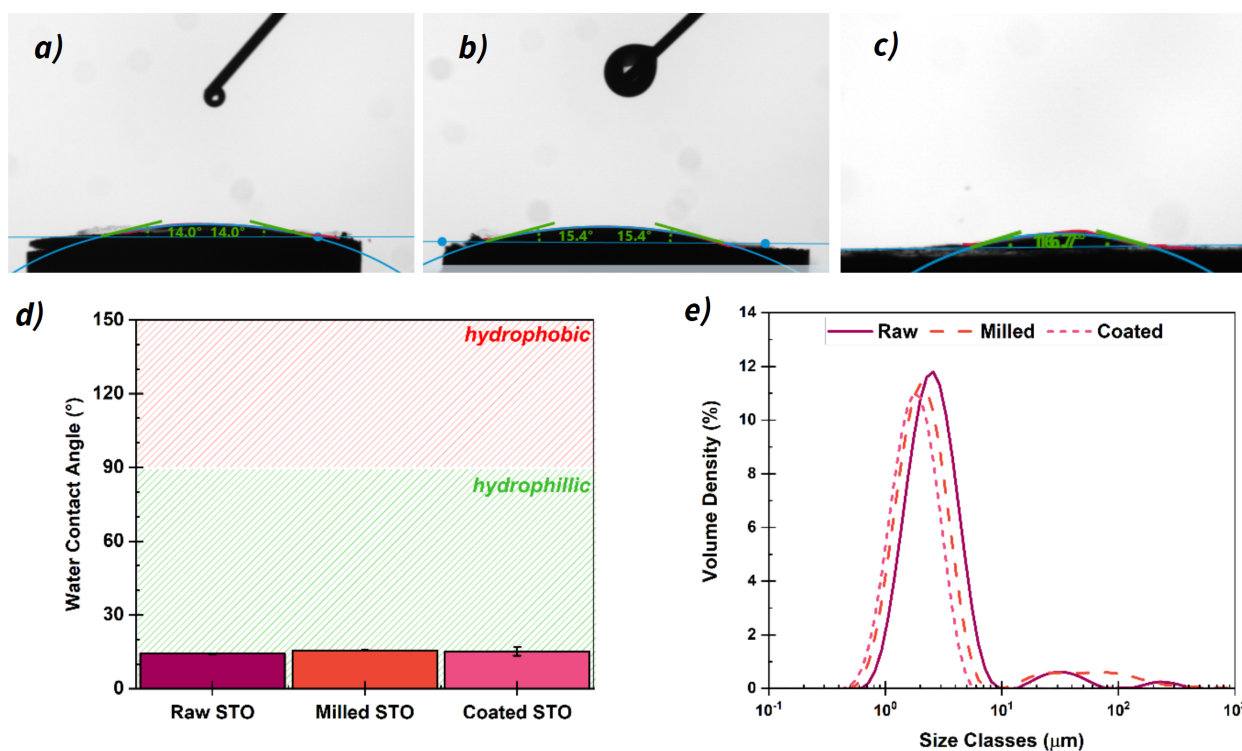 a)
14.0° 14.0°
b)
15.4° 15.4°
c)
d)
150
120
90
60
30
0
Water Contact Angle (°)
hydrophobic
hydrophillic
Raw STO Milled STO Coated STO
e)
14
12
10
8
6
4
2
0
Volume Density (%)
Raw Milled Coated
10-1 100 101 102
Size Classes (μm)